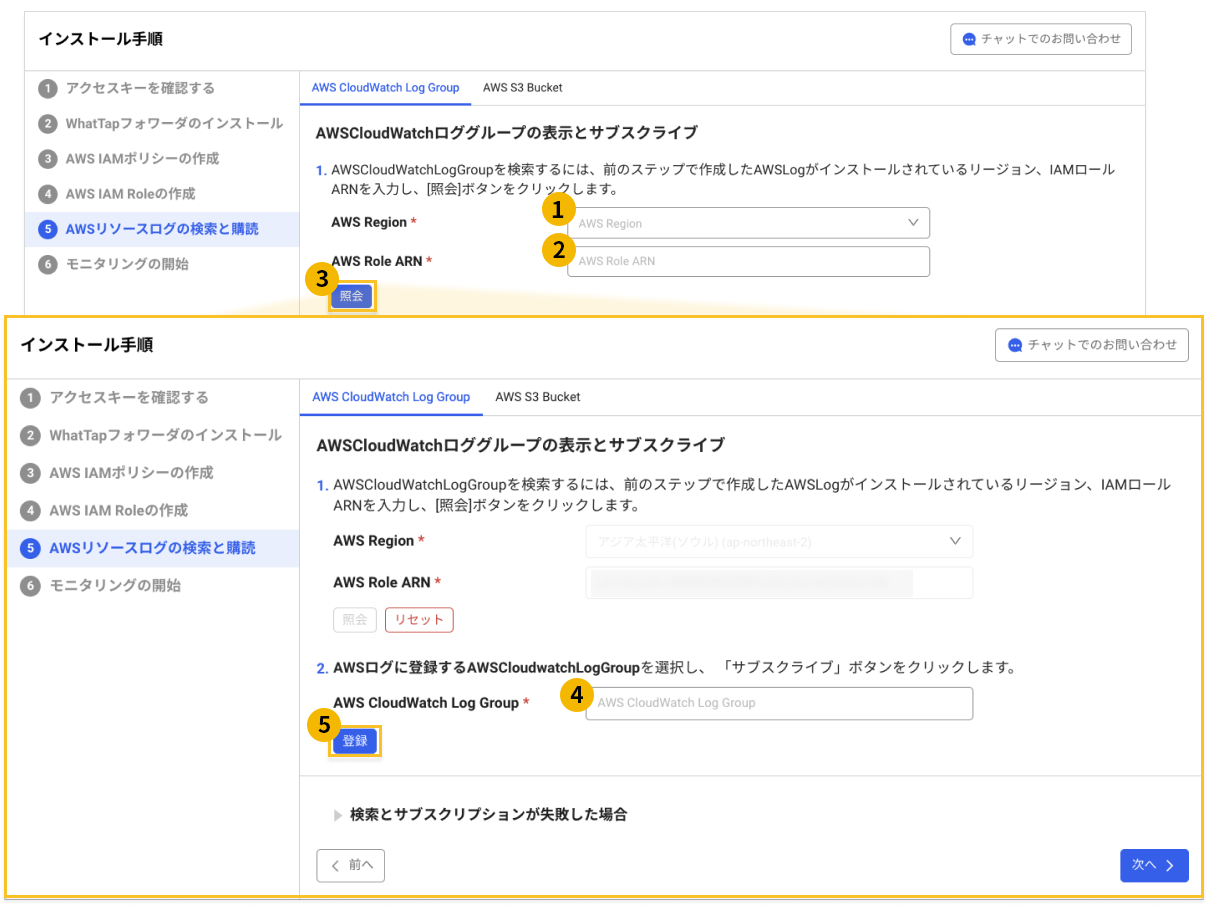 インストール手順
チャットでのお問い合わせ
1 アクセスキーを確認する
2 WhatTapフォワーダのインストール
3 AWS IAMポリシーの作成
4 AWS IAM Roleの作成
5 AWSリソースログの検索と購読
6 モニタリングの開始
AWS CloudWatch Log Group
AWS S3 Bucket
AWSCloudWatchロググループの表示とサブスクライブ
1. AWSCloudWatchLogGroupを検索するには、前のステップで作成したAWSLogがインストールされているリージョン、IAMロール
ARNを入力し、[照会]ボタンをクリックします。
AWS Region *
1
AWS Region
AWS Role ARN *
2
AWS Role ARN
3
照会
インストール手順
チャットでのお問い合わせ
1 アクセスキーを確認する
2 WhatTapフォワーダのインストール
3 AWS IAMポリシーの作成
4 AWS IAM Roleの作成
5 AWSリソースログの検索と購読
6 モニタリングの開始
AWS CloudWatch Log Group
AWS S3 Bucket
AWSCloudWatchロググループの表示とサブスクライブ
1. AWSCloudWatchLogGroupを検索するには、前のステップで作成したAWSLogがインストールされているリージョン、IAMロール
ARNを入力し、[照会]ボタンをクリックします。
AWS Region *
アジア太平洋(ソウル) (ap-northeast-2)
AWS Role ARN *
照会
リセット
2. AWSログに登録するAWSCloudwatchLogGroupを選択し、「サブスクライブ」ボタンをクリックします。
AWS CloudWatch Log Group *
4
AWS CloudWatch Log Group
5
登録
検索とサブスクリプションが失敗した場合
前へ
次へ